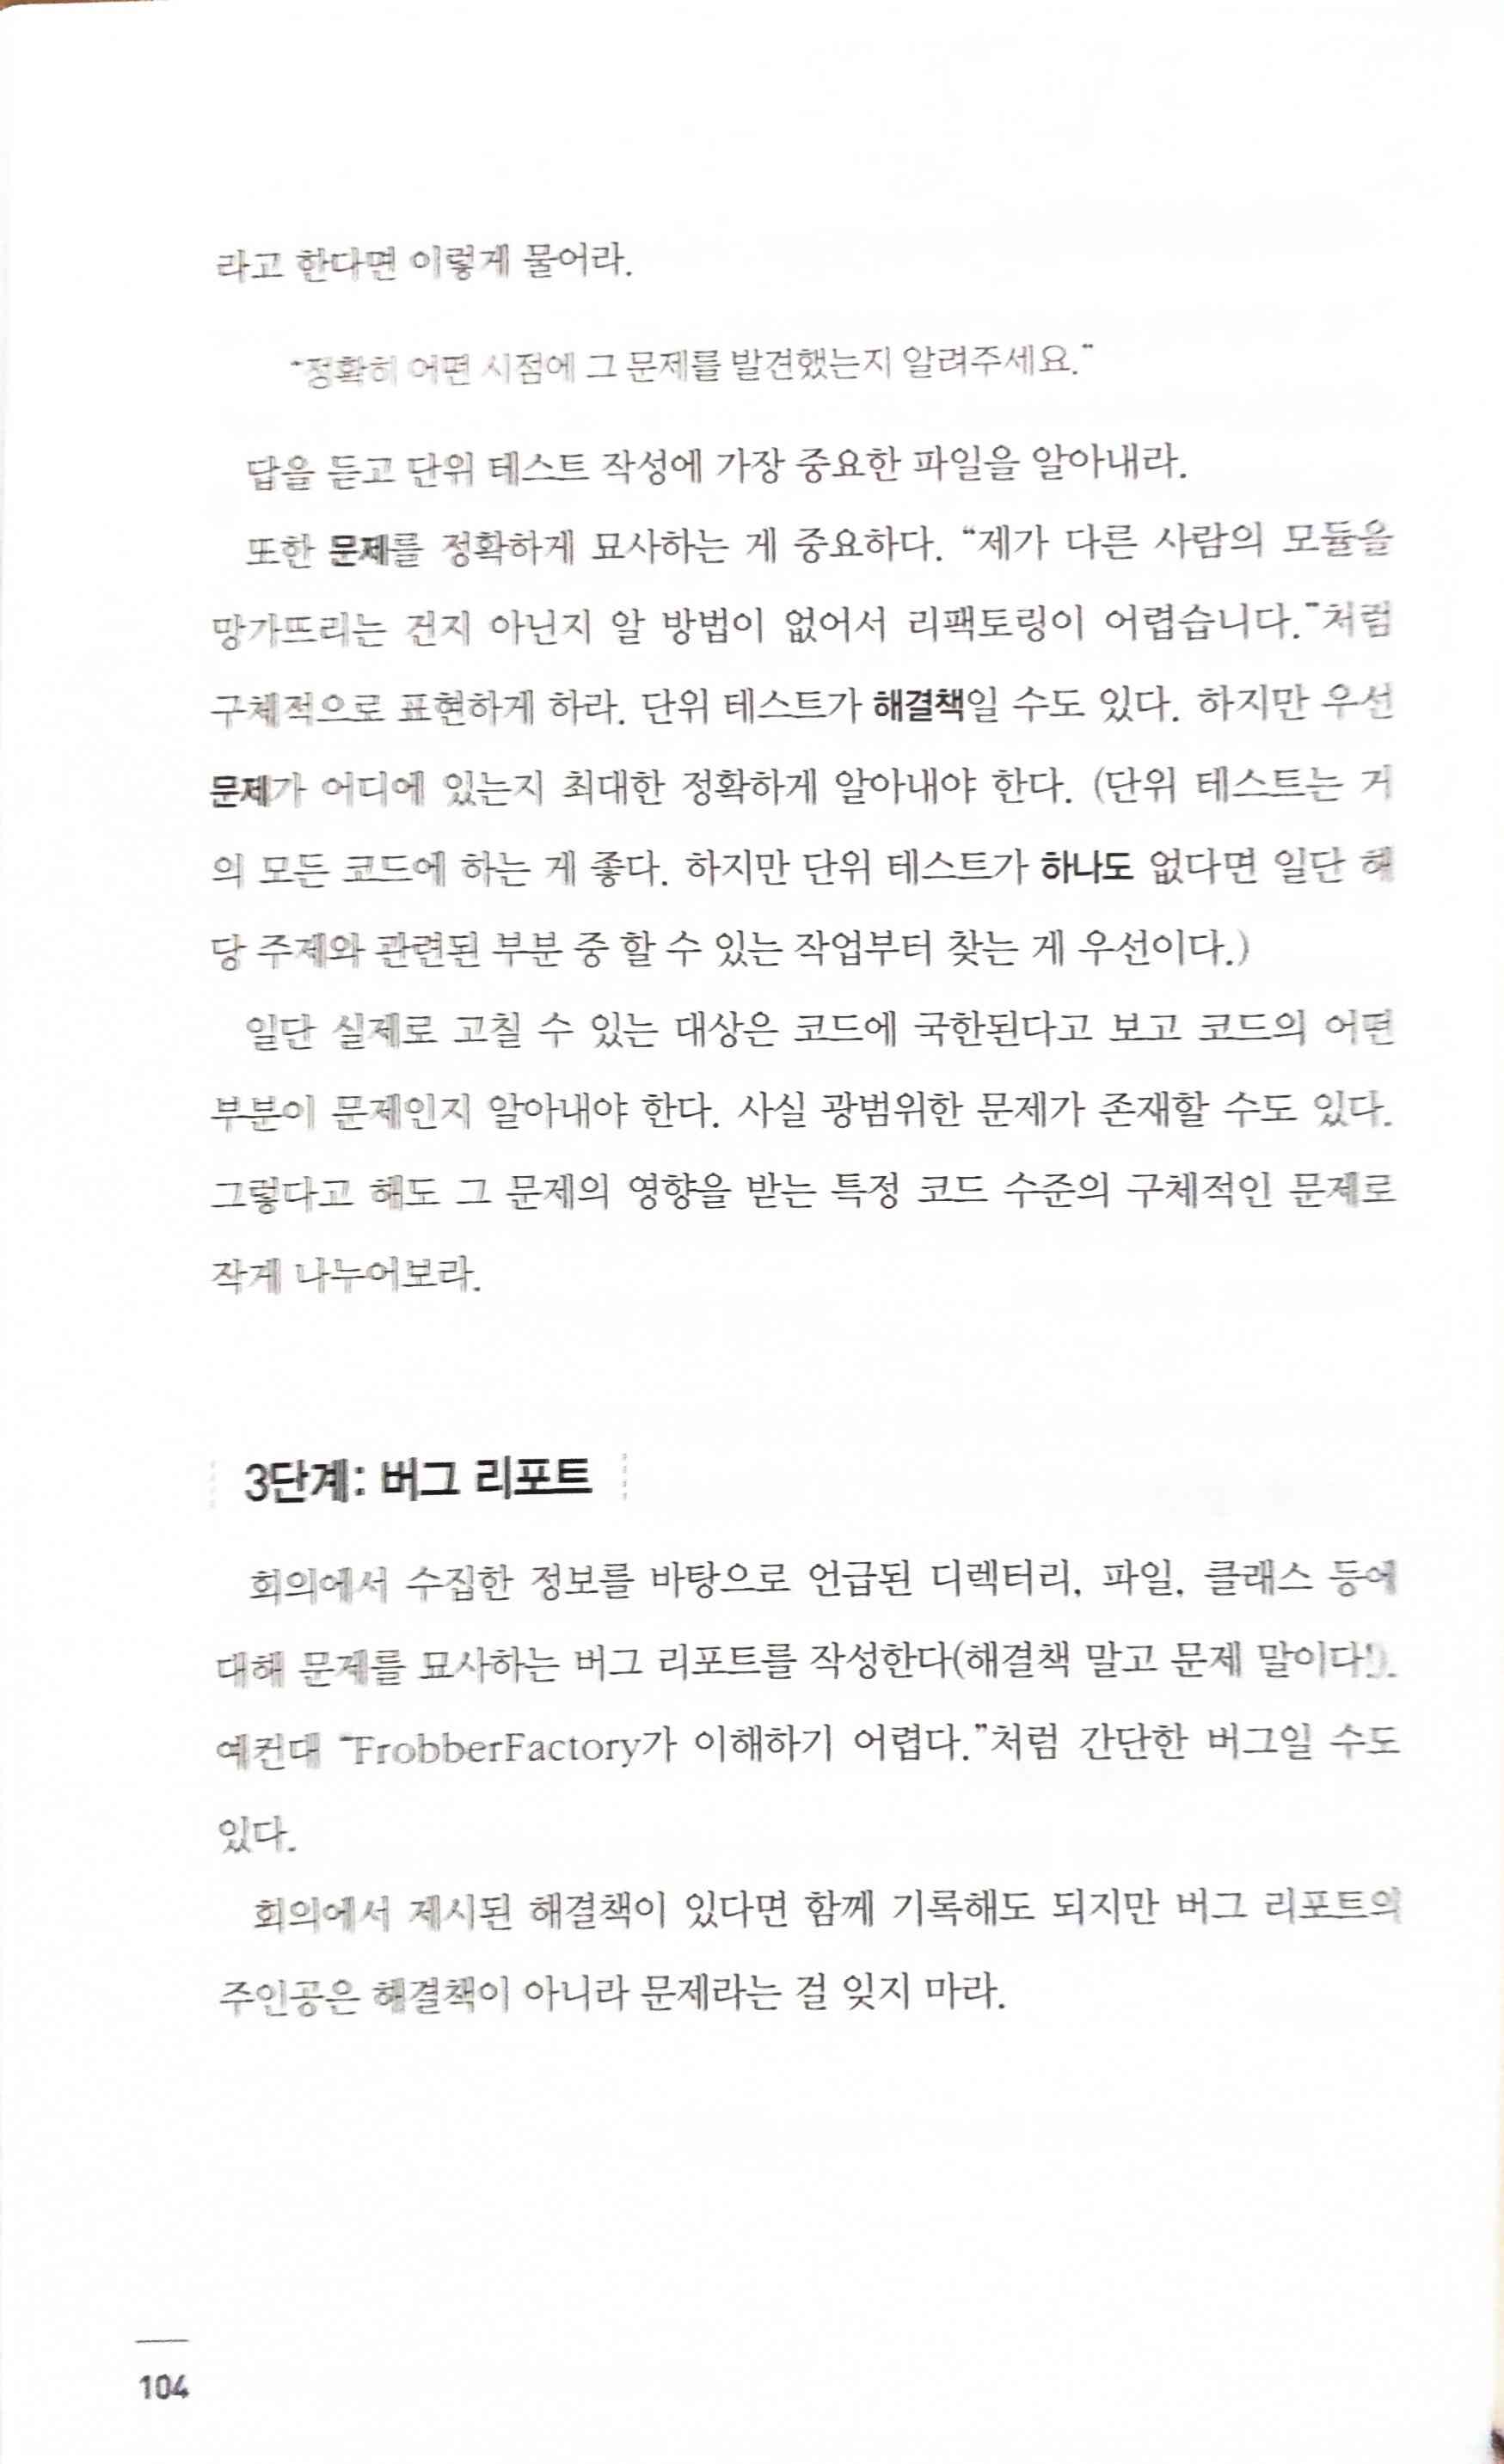 라고 한다면 이렇게 물어라.
“정확히 어떤 시점에 그 문제를 발견했는지 알려주세요.”
답을 듣고 단위 테스트 작성에 가장 중요한 파일을 알아내라.
또한 문제를 정확하게 묘사하는 게 중요하다. “제가 다른 사람의 모듈을
망가뜨리는 건지 아닌지 알 방법이 없어서 리팩토링이 어렵습니다.”처럼
구체적으로 표현하게 하라. 단위 테스트가 해결책일 수도 있다. 하지만 우선
문제가 어디에 있는지 최대한 정확하게 알아내야 한다. (단위 테스트는 거
의 모든 코드에 하는 게 좋다. 하지만 단위 테스트가 하나도 없다면 일단 해
당 주제와 관련된 부분 중 할 수 있는 작업부터 찾는 게 우선이다.)
일단 실제로 고칠 수 있는 대상은 코드에 국한된다고 보고 코드의 어떤
부분이 문제인지 알아내야 한다. 사실 광범위한 문제가 존재할 수도 있다.
그렇다고 해도 그 문제의 영향을 받는 특정 코드 수준의 구체적인 문제로
작게 나누어보라.
3단계: 버그 리포트
회의에서 수집한 정보를 바탕으로 언급된 디렉터리, 파일, 클래스 등에
대해 문제를 묘사하는 버그 리포트를 작성한다(해결책 말고 문제 말이다!).
예컨대 “FrobberFactory가 이해하기 어렵다.”처럼 간단한 버그일 수도
있다.
회의에서 제시된 해결책이 있다면 함께 기록해도 되지만 버그 리포트의
주인공은 해결책이 아니라 문제라는 걸 잊지 마라.
104